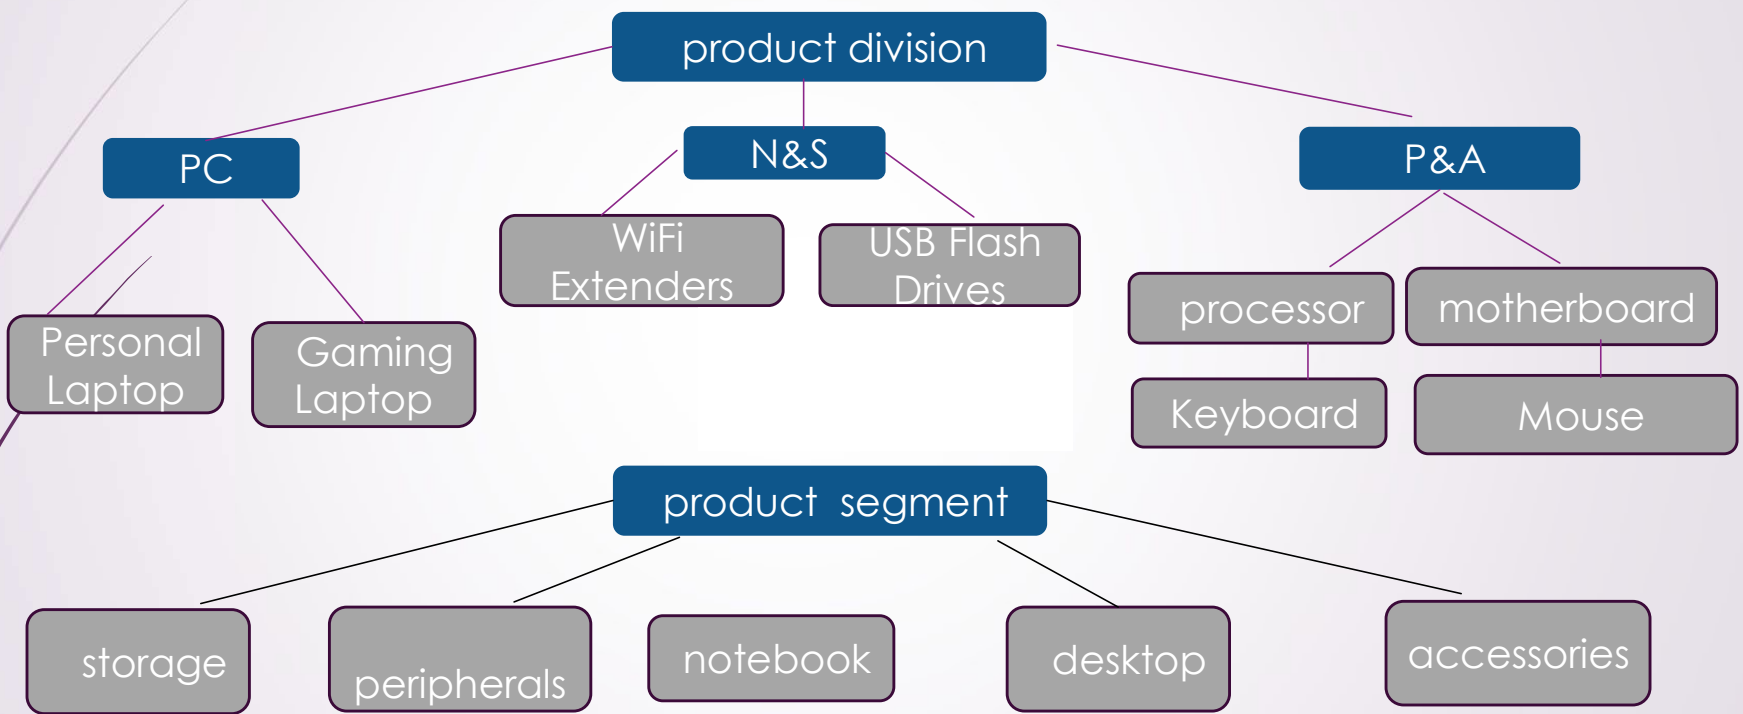 product division
PC
N&S
P&A
WiFi
Extenders
USB Flash
Drives
processor
motherboard
Personal
Laptop
Gaming
Laptop
Keyboard
Mouse
product segment
storage
peripherals
notebook
desktop
accessories